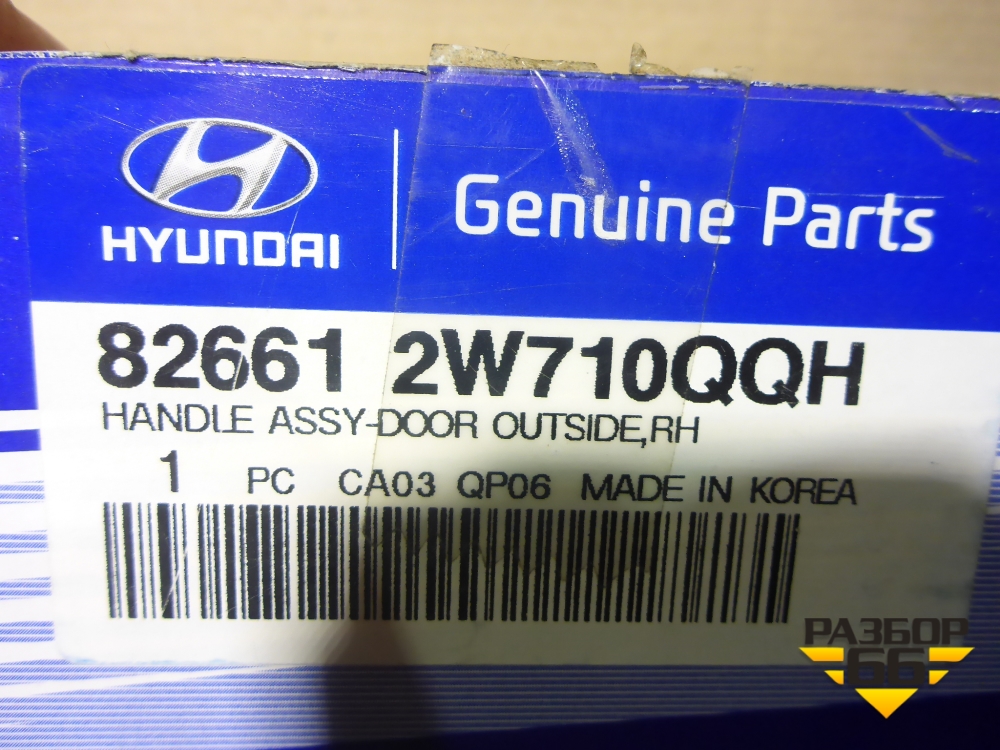 HYUNDAI
Genuine Parts
82661 2W710QQH
HANDLE ASSY-DOOR OUTSIDE,RH
1 PC CA03 QP06 MADE IN KOREA
РАЗБОР
66